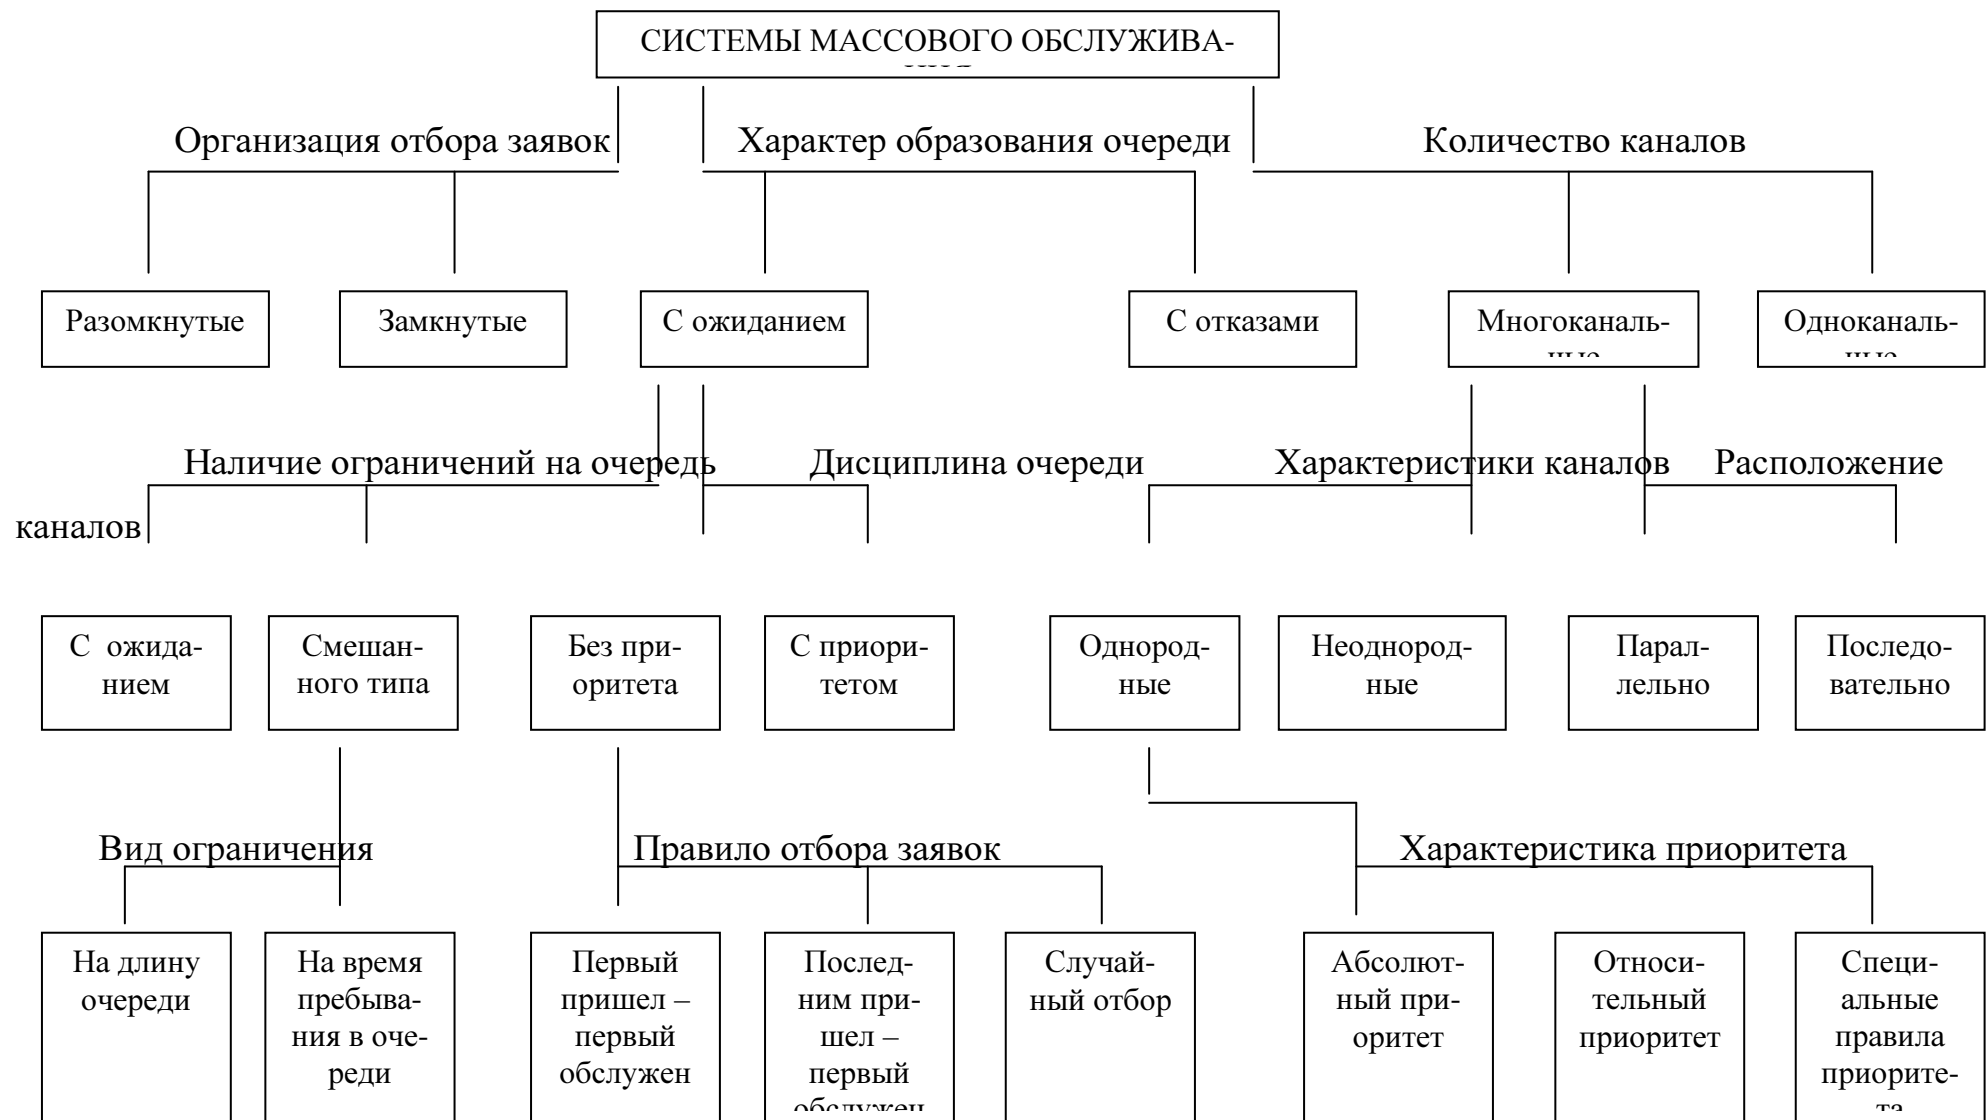 СИСТЕМЫ МАССОВОГО ОБСЛУЖИВА-
Организация отбора заявок
Характер образования очереди
Количество каналов
Разомкнутые
Замкнутые
С ожиданием
С отказами
Многоканаль-
ные
Одноканаль-
ные
Наличие ограничений на очередь
Дисциплина очереди
Характеристики каналов
Расположение
каналов
С ожида-
нием
Смешан-
ного типа
Без при-
оритета
С приори-
тетом
Однород-
ные
Неоднород-
ные
Парал-
лельно
Последо-
вательно
Вид ограничения
Правило отбора заявок
Характеристика приоритета
На длину
очереди
На время
пребыва-
ния в оче-
реди
Первый
пришел –
первый
обслужен
Послед-
ним при-
шел –
первый
обслужен
Случай-
ный отбор
Абсолют-
ный при-
оритет
Относи-
тельный
приоритет
Специ-
альные
правила
приорите-
та